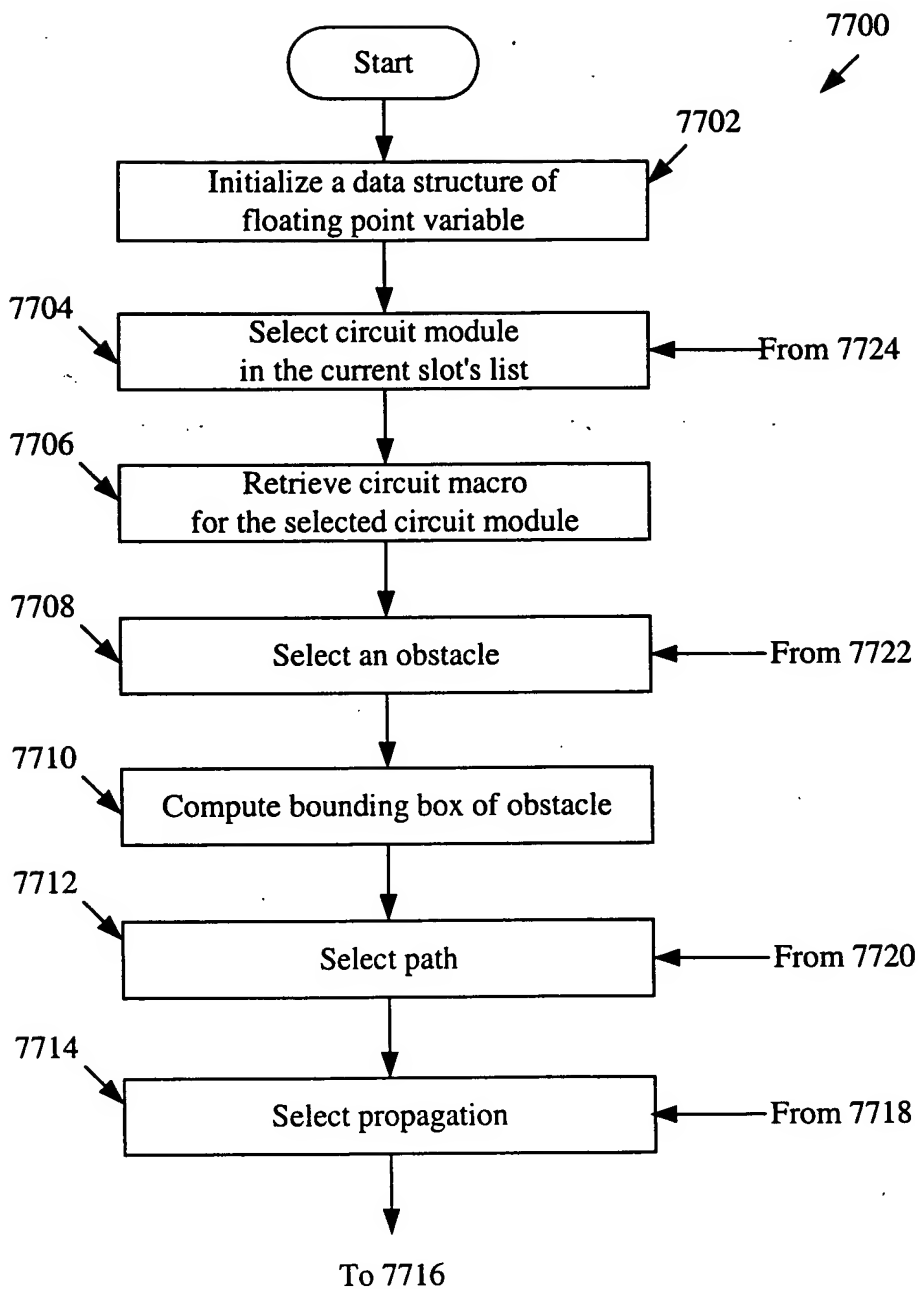 7700
Start
7702
Initialize a data structure of
floating point variable
7704
Select circuit module
in the current slot's list
From 7724
7706
Retrieve circuit macro
for the selected circuit module
7708
Select an obstacle
From 7722
7710
Compute bounding box of obstacle
7712
Select path
From 7720
7714
Select propagation
From 7718
To 7716